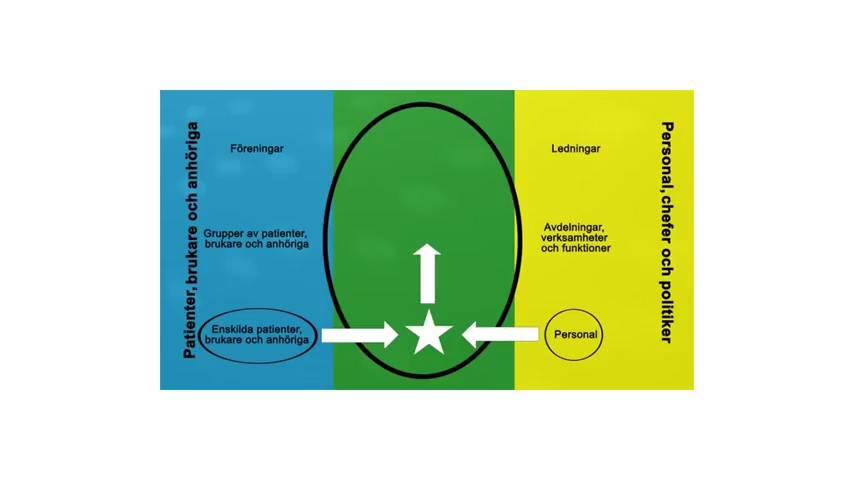 Patienter, brukare och anhöriga
Föreningar
Grupper av patienter,
brukare och anhöriga
Enskilda patienter,
brukare och anhöriga
Ledningar
Avdelningar,
verksamheter
och funktioner
Personal
Personal, chefer och politiker